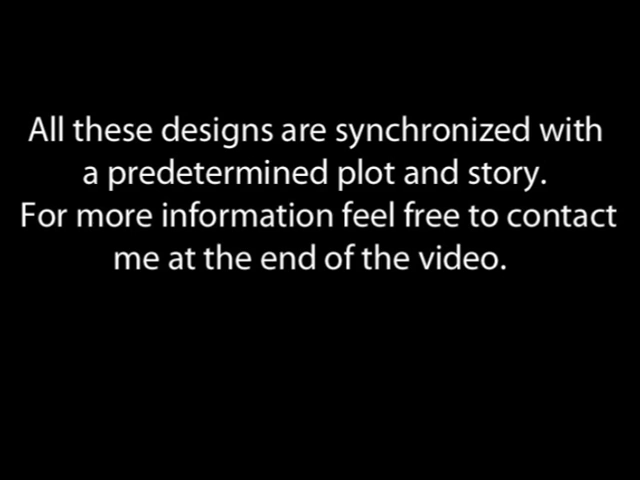 All these designs are synchronized with
a predetermined plot and story.
For more information feel free to contact
me at the end of the video.